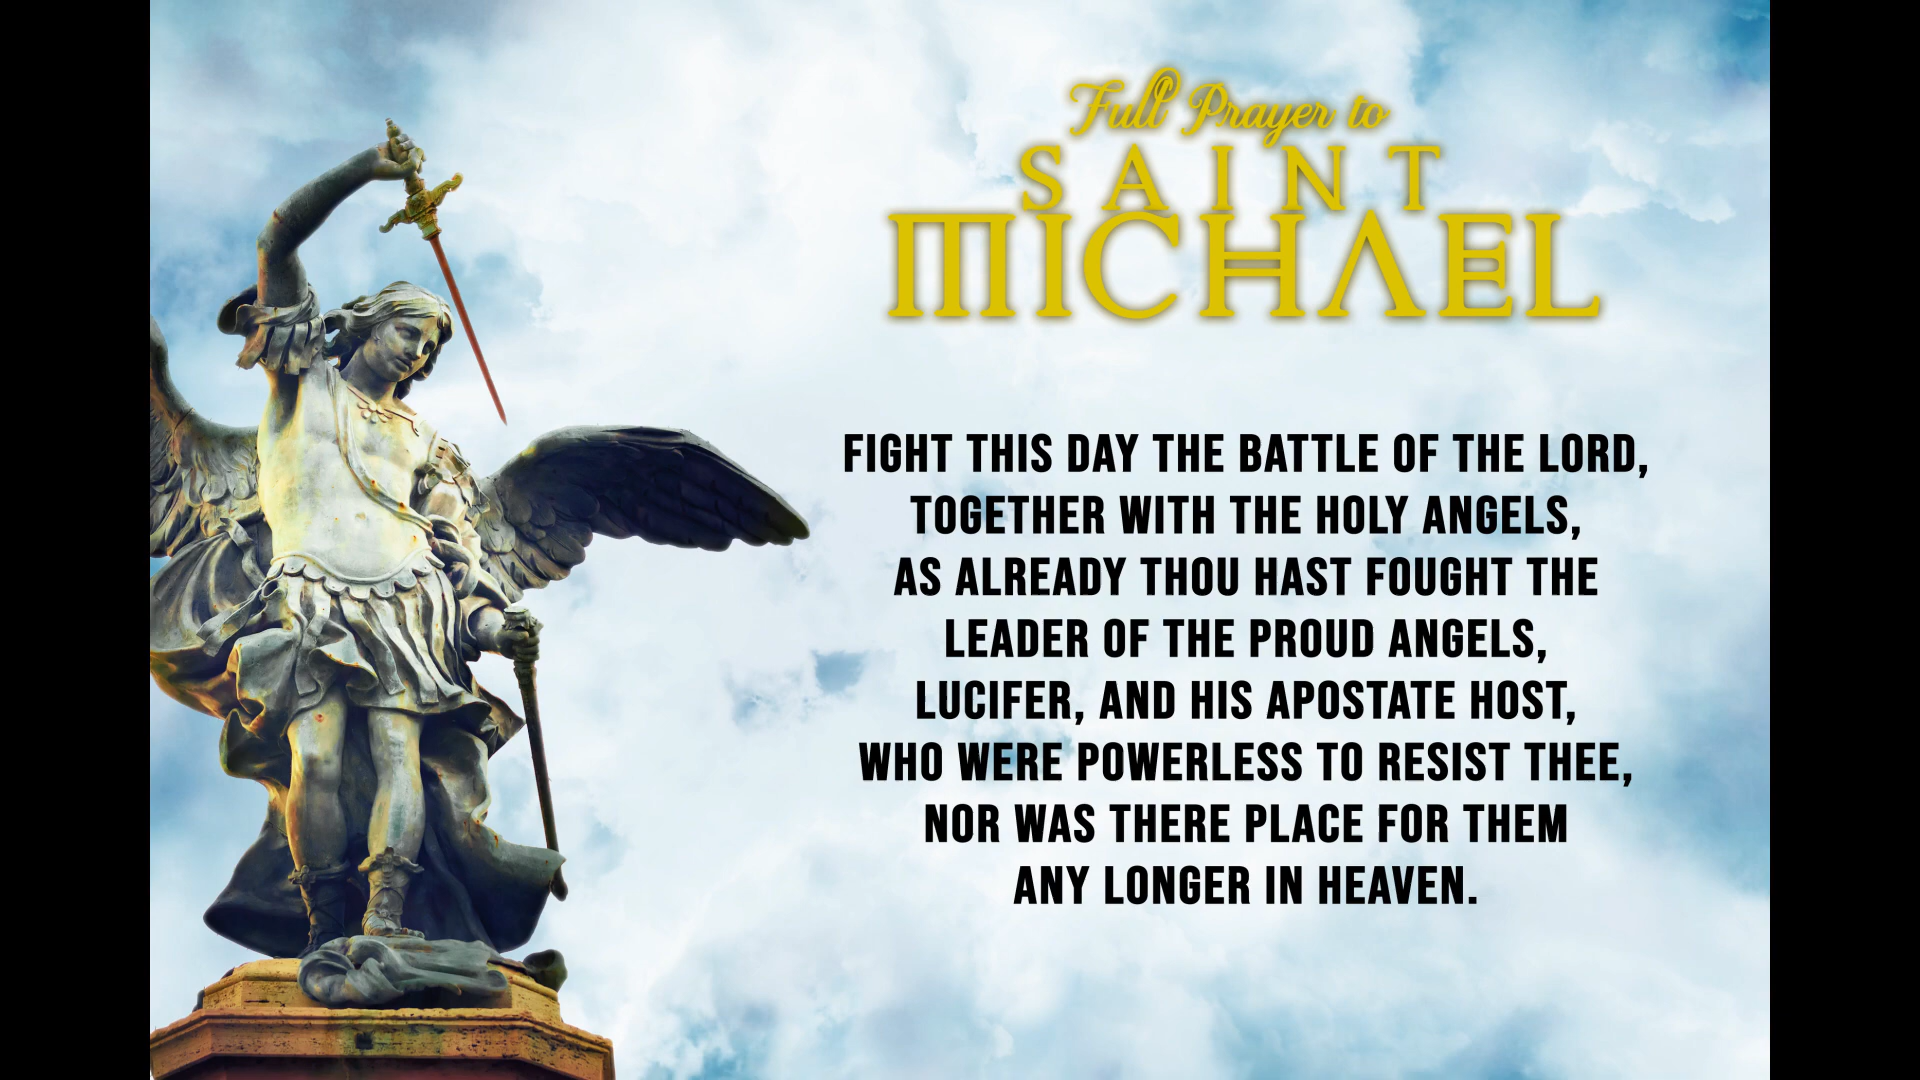 Full Prayer to
SAINT
MICHAEL
FIGHT THIS DAY THE BATTLE OF THE LORD,
TOGETHER WITH THE HOLY ANGELS,
AS ALREADY THOU HAST FOUGHT THE
LEADER OF THE PROUD ANGELS,
LUCIFER, AND HIS APOSTATE HOST,
WHO WERE POWERLESS TO RESIST THEE,
NOR WAS THERE PLACE FOR THEM
ANY LONGER IN HEAVEN.